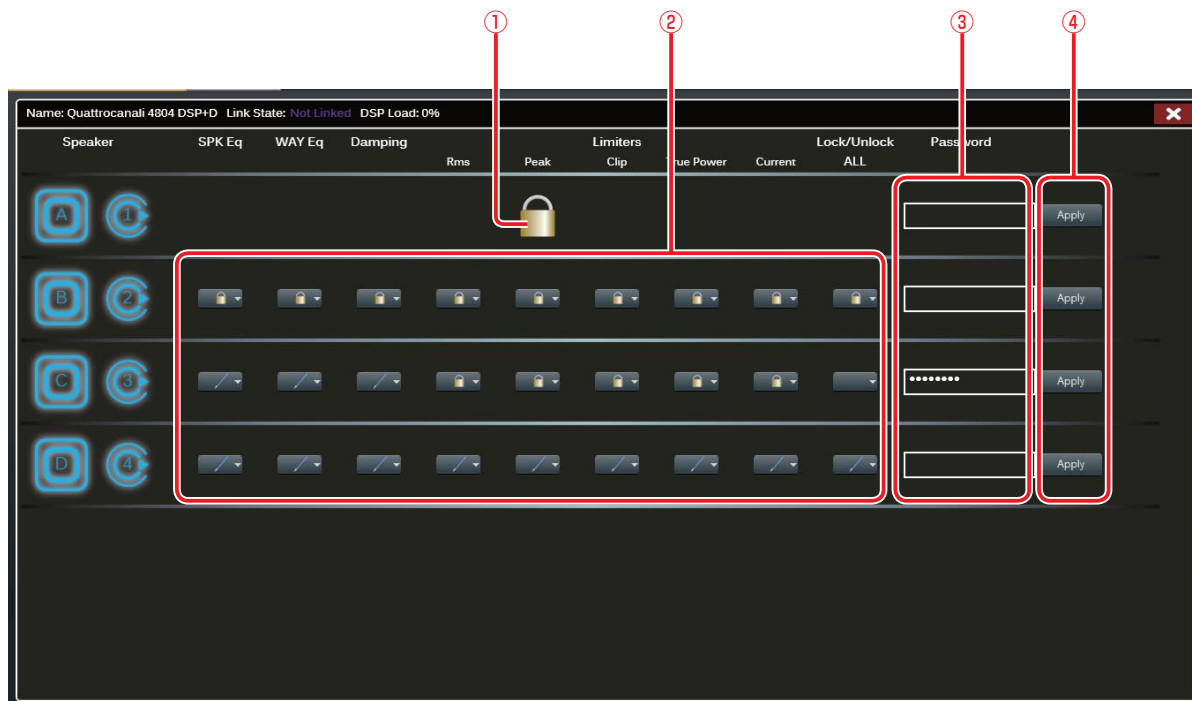 ① ② ③ ④
Name: Quattrocanali 4804 DSP+D Link State: Not Linked DSP Load: 0%
Speaker SPK Eq WAY Eq Damping Limiters Lock/Unlock Password
Rms Peak Clip True Power Current ALL
A 1 Apply
B 2 Apply
C 3 •••••••• Apply
D 4 Apply